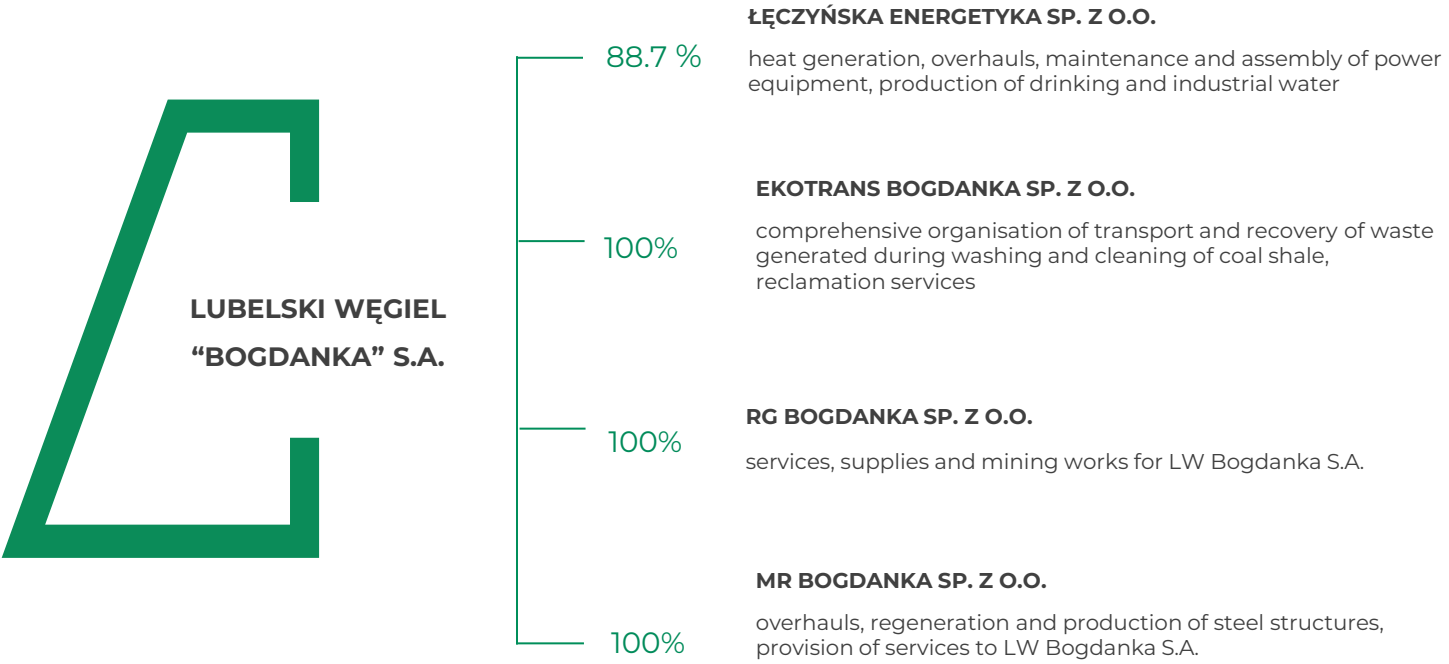 LUBELSKI WĘGIEL
“BOGDANKA” S.A.
88.7 %
ŁĘCZYŃSKA ENERGETYKA SP. Z O.O.
heat generation, overhauls, maintenance and assembly of power
equipment, production of drinking and industrial water
100%
EKOTRANS BOGDANKA SP. Z O.O.
comprehensive organisation of transport and recovery of waste
generated during washing and cleaning of coal shale,
reclamation services
100%
RG BOGDANKA SP. Z O.O.
services, supplies and mining works for LW Bogdanka S.A.
100%
MR BOGDANKA SP. Z O.O.
overhauls, regeneration and production of steel structures,
provision of services to LW Bogdanka S.A.